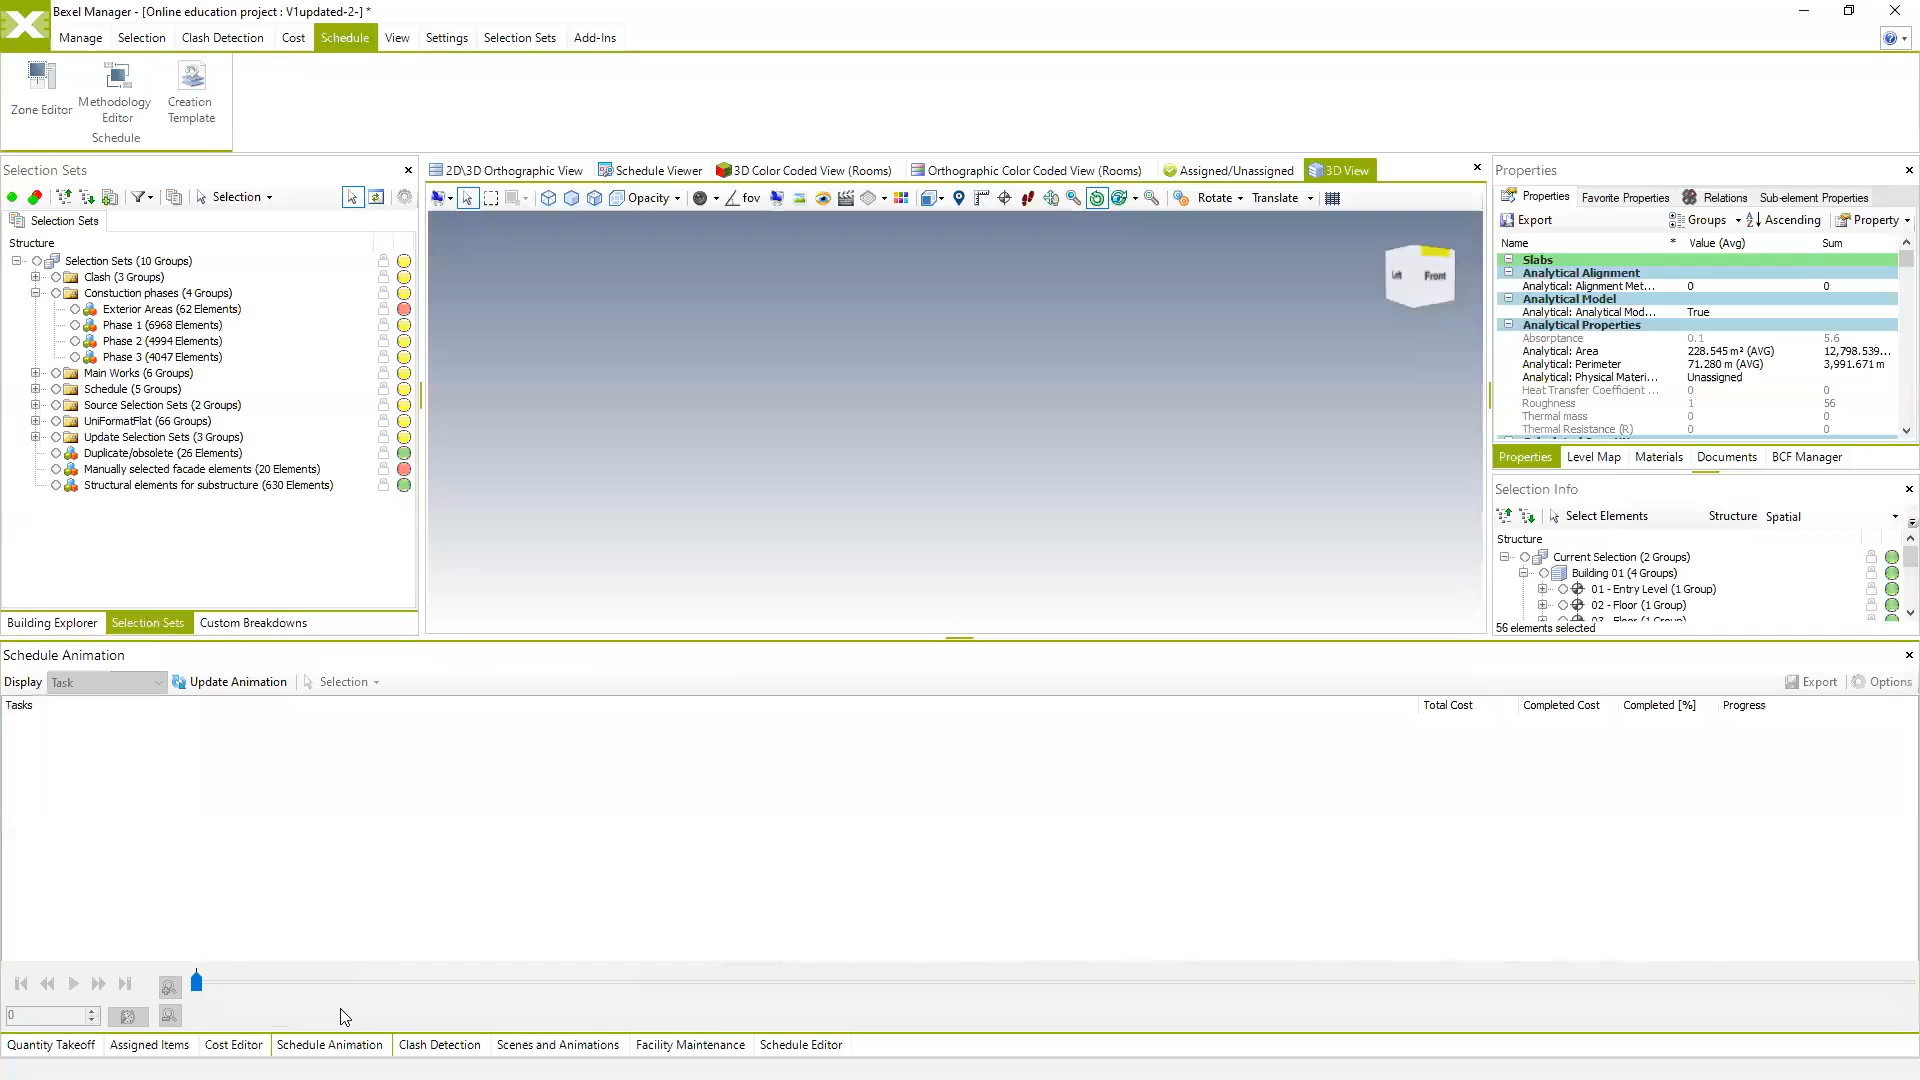 Bexel Manager - [Online education project : V1updated-2-] *
Manage Selection Clash Detection Cost Schedule View Settings Selection Sets Add-Ins
Zone Editor
Methodology Editor
Creation Template
Schedule
Selection Sets
Selection
Selection Sets
Structure
Selection Sets (10 Groups)
Clash (3 Groups)
Constuction phases (4 Groups)
Exterior Areas (62 Elements)
Phase 1 (6968 Elements)
Phase 2 (4994 Elements)
Phase 3 (4047 Elements)
Main Works (6 Groups)
Schedule (5 Groups)
Source Selection Sets (2 Groups)
UniFormatFlat (66 Groups)
Update Selection Sets (3 Groups)
Duplicate/obsolete (26 Elements)
Manually selected facade elements (20 Elements)
Structural elements for substructure (630 Elements)
Building Explorer Selection Sets Custom Breakdowns
2D\3D Orthographic View Schedule Viewer 3D Color Coded View (Rooms) Orthographic Color Coded View (Rooms) Assigned/Unassigned 3D View
Opacity fov Rotate Translate
Left Front
Properties
Properties Favorite Properties Relations Sub-element Properties
Export Groups Ascending Property
Name * Value (Avg) Sum
Slabs
Analytical Alignment
Analytical: Alignment Met... 0 0
Analytical Model
Analytical: Analytical Mod... True
Analytical Properties
Absorptance 0.1 5.6
Analytical: Area 228.545 m² (AVG) 12,798.539...
Analytical: Perimeter 71.280 m (AVG) 3,991.671 m
Analytical: Physical Materi... Unassigned
Heat Transfer Coefficient ... 0 0
Roughness 1 56
Thermal mass 0 0
Thermal Resistance (R) 0 0
Properties Level Map Materials Documents BCF Manager
Selection Info
Select Elements Structure Spatial
Structure
Current Selection (2 Groups)
Building 01 (4 Groups)
01 - Entry Level (1 Group)
02 - Floor (1 Group)
03 - Floor (1 Group)
56 elements selected
Schedule Animation
Display Task Update Animation Selection Export Options
Tasks Total Cost Completed Cost Completed [%] Progress
0
Quantity Takeoff Assigned Items Cost Editor Schedule Animation Clash Detection Scenes and Animations Facility Maintenance Schedule Editor